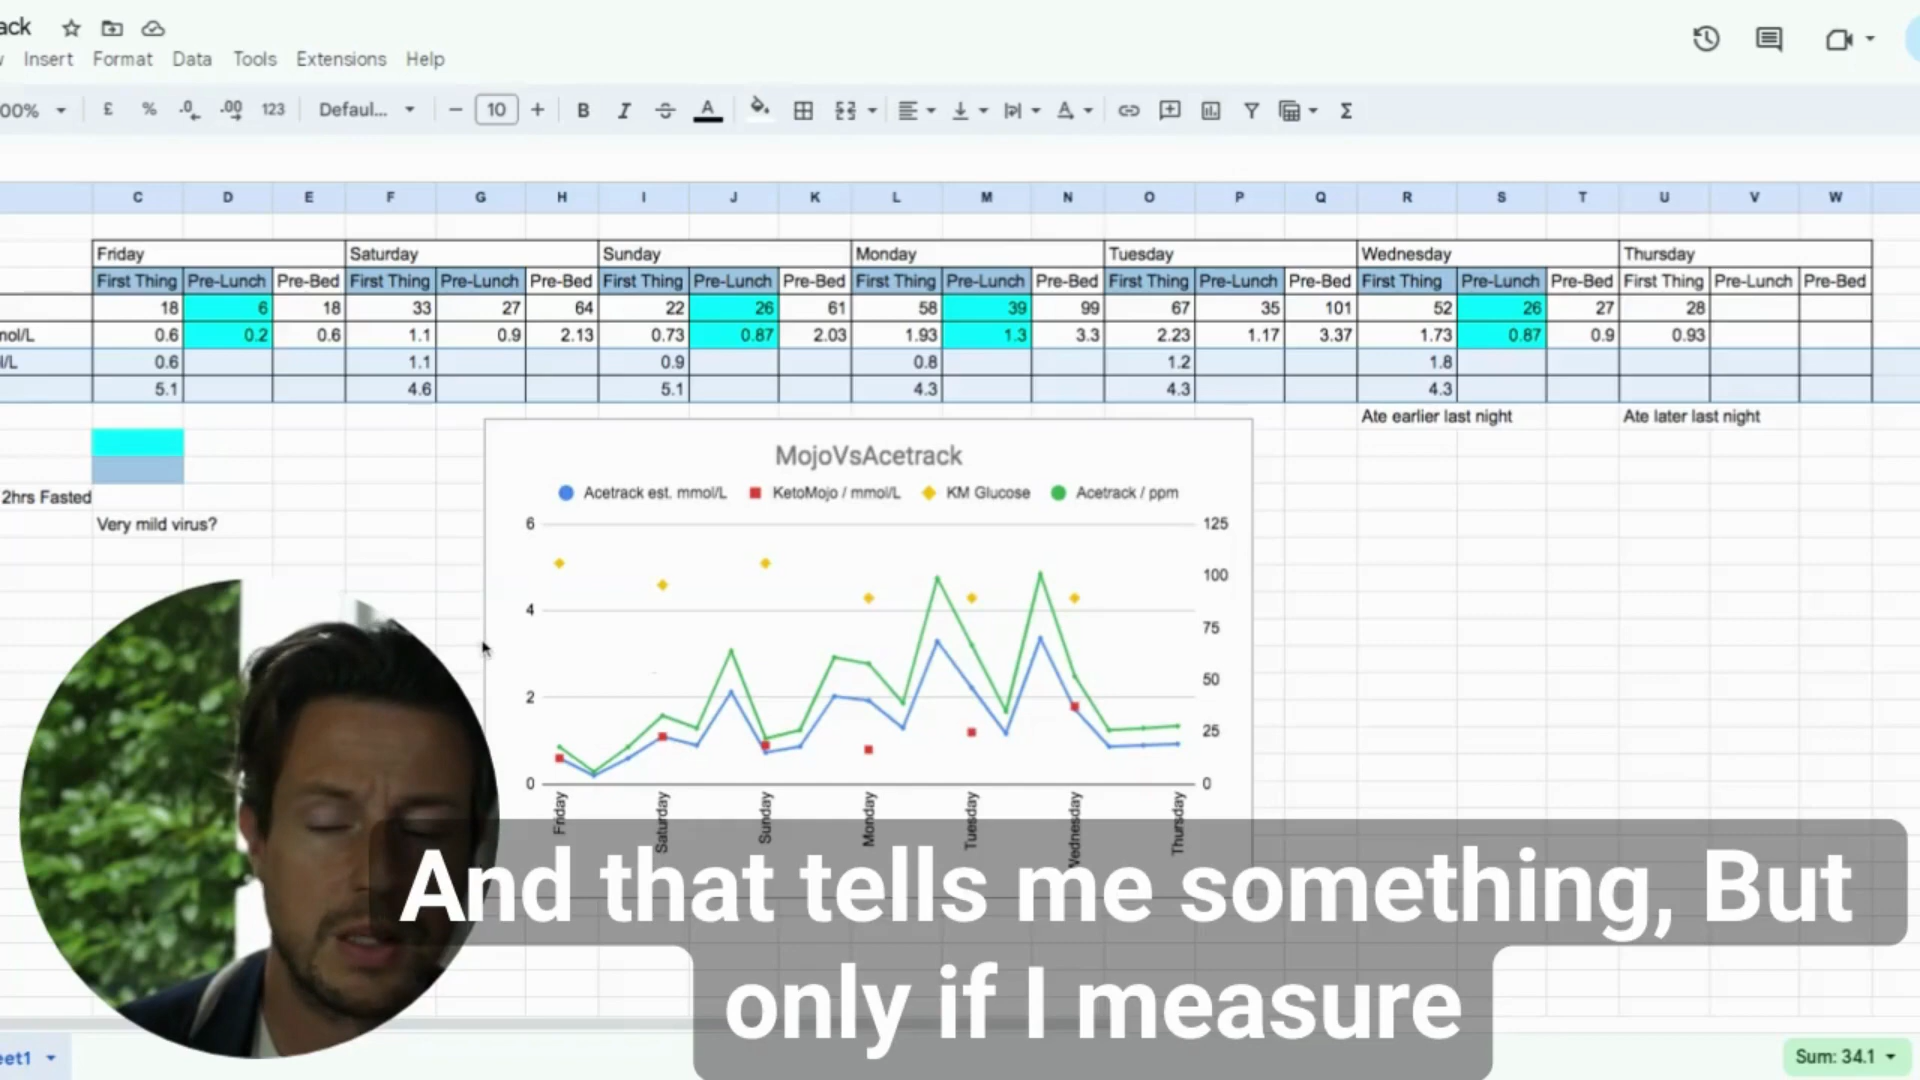 ack
Insert Format Data Tools Extensions Help
00% £ % .0 .00 123 Defaul... − 10 + B I A Σ
C D E F G H I J K L M N O P Q R S T U V W
Friday Saturday Sunday Monday Tuesday Wednesday Thursday
First Thing Pre-Lunch Pre-Bed First Thing Pre-Lunch Pre-Bed First Thing Pre-Lunch Pre-Bed First Thing Pre-Lunch Pre-Bed First Thing Pre-Lunch Pre-Bed First Thing Pre-Lunch Pre-Bed First Thing Pre-Lunch Pre-Bed
18 6 18 33 27 64 22 26 61 58 39 99 67 35 101 52 26 27 28
mol/L 0.6 0.2 0.6 1.1 0.9 2.13 0.73 0.87 2.03 1.93 1.3 3.3 2.23 1.17 3.37 1.73 0.87 0.9 0.93
l/L 0.6 1.1 0.9 0.8 1.2 1.8
5.1 4.6 5.1 4.3 4.3 4.3
Ate earlier last night Ate later last night
2hrs Fasted
Very mild virus?
MojoVsAcetrack
Acetrack est. mmol/L KetoMojo / mmol/L KM Glucose Acetrack / ppm
6 125
100
4
75
50
2
25
0 0
Friday Saturday Sunday Monday Tuesday Wednesday Thursday
And that tells me something, But
only if I measure
eet1 Sum: 34.1